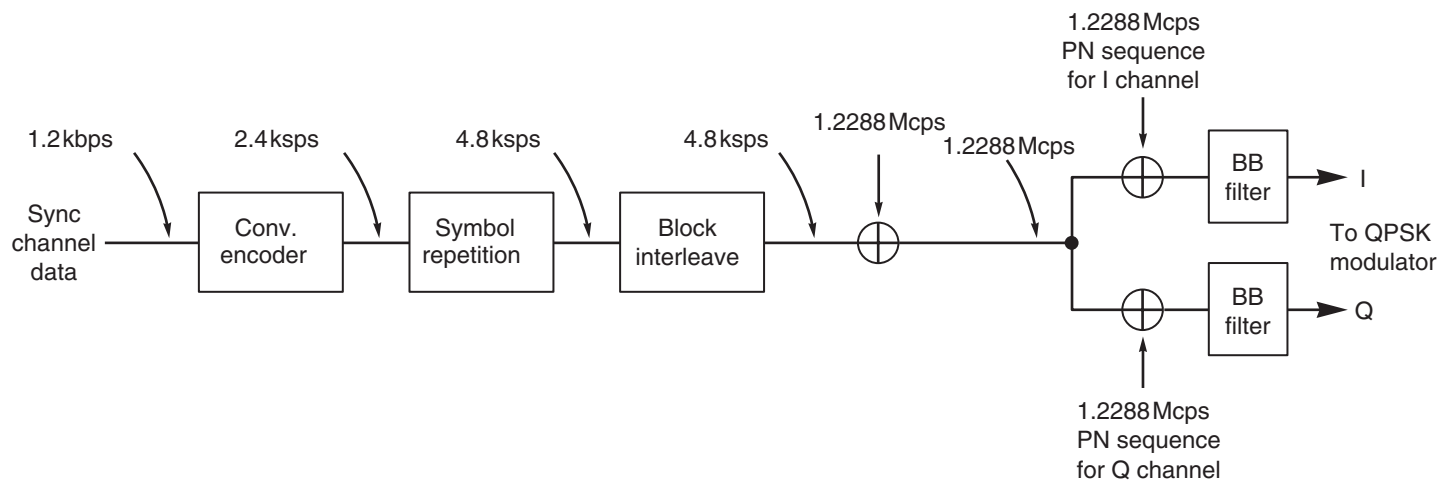 1.2288 Mcps
PN sequence
for I channel
1.2 kbps
2.4 ksps
4.8 ksps
4.8 ksps
1.2288 Mcps
1.2288 Mcps
Sync
channel
data
Conv.
encoder
Symbol
repetition
Block
interleave
BB
filter
I
To QPSK
modulator
BB
filter
Q
1.2288 Mcps
PN sequence
for Q channel